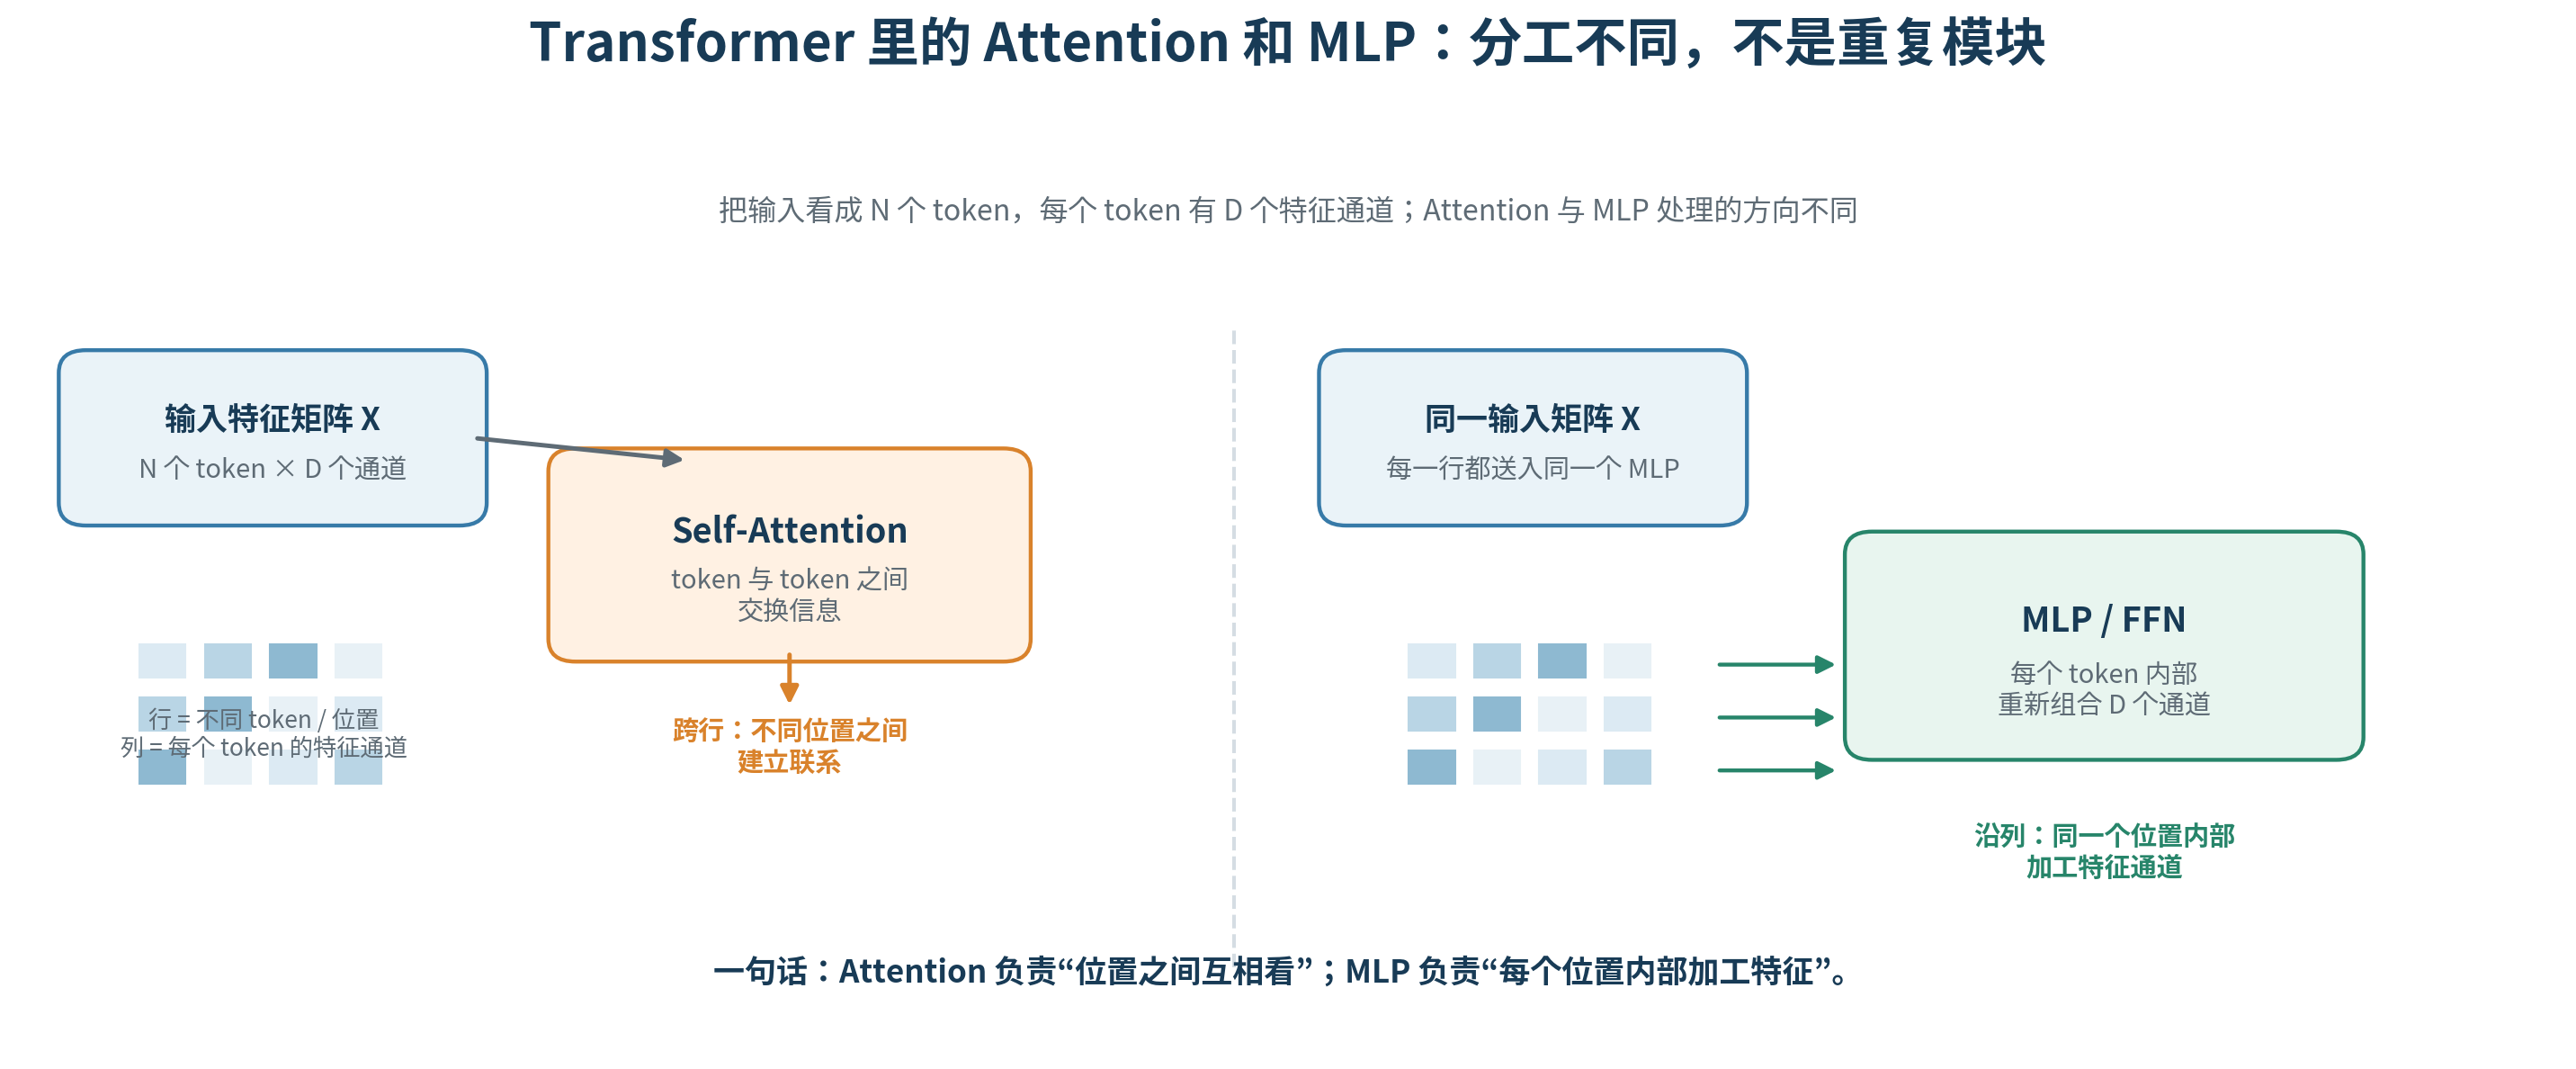 Transformer 里的 Attention 和 MLP：分工不同，不是重复模块
把输入看成 N 个 token，每个 token 有 D 个特征通道；Attention 与 MLP 处理的方向不同
输入特征矩阵 X
N 个 token × D 个通道
Self-Attention
token 与 token 之间
交换信息
行 = 不同 token / 位置
列 = 每个 token 的特征通道
跨行：不同位置之间
建立联系
同一输入矩阵 X
每一行都送入同一个 MLP
MLP / FFN
每个 token 内部
重新组合 D 个通道
沿列：同一个位置内部
加工特征通道
一句话：Attention 负责“位置之间互相看”；MLP 负责“每个位置内部加工特征”。